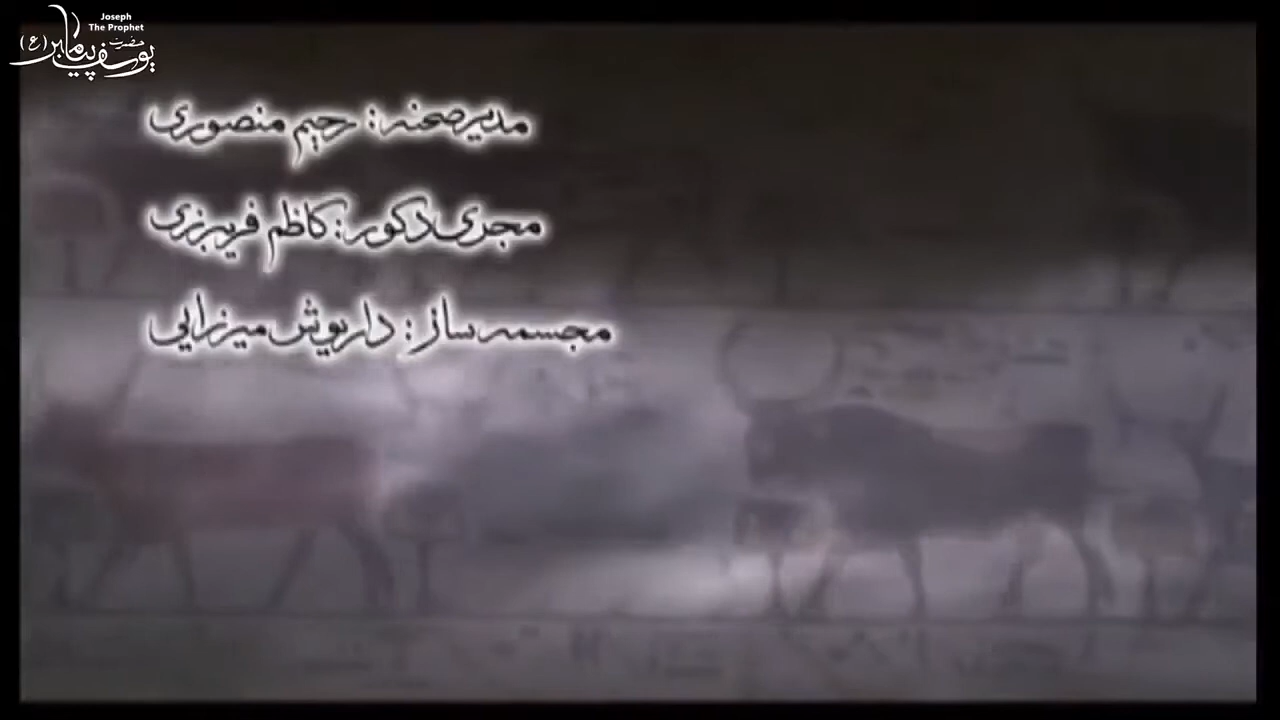 Joseph
The Prophet
حضرت
یوسف پیامبر (ع)
مدیر صحنه: رحیم منصوری
مجری دکور: کاظم فریبرزی
مجسمه ساز: داریوش میرزایی